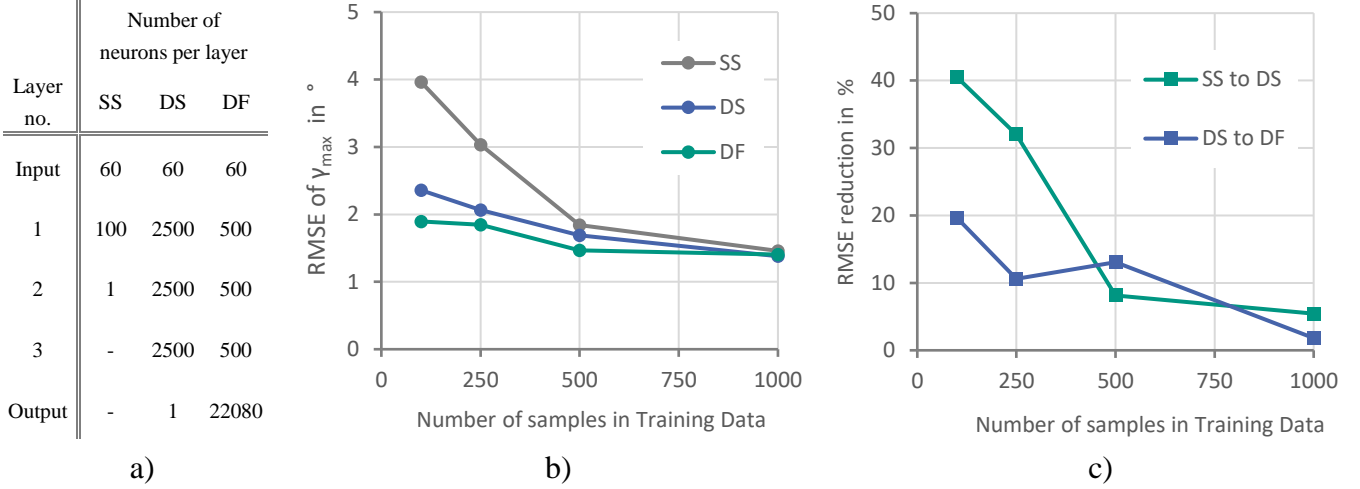 Number of
neurons per layer
Layer
no.
SS DS DF
Input 60 60 60
1 100 2500 500
2 1 2500 500
3 - 2500 500
Output - 1 22080
a)
RMSE of γmax in °
5
4
3
2
1
0
0 250 500 750 1000
Number of samples in Training Data
SS
DS
DF
b)
RMSE reduction in %
50
40
30
20
10
0
0 250 500 750 1000
Number of samples in Training Data
SS to DS
DS to DF
c)